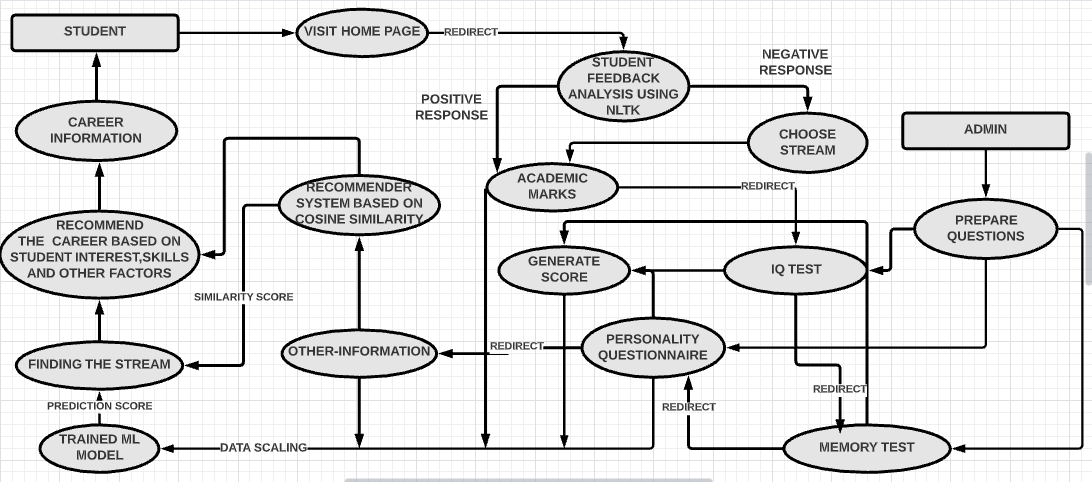 STUDENT
VISIT HOME PAGE
REDIRECT
STUDENT
FEEDBACK
ANALYSIS USING
NLTK
NEGATIVE
RESPONSE
POSITIVE
RESPONSE
CHOOSE
STREAM
ADMIN
CAREER
INFORMATION
ACADEMIC
MARKS
REDIRECT
RECOMMENDER
SYSTEM BASED ON
COSINE SIMILARITY
PREPARE
QUESTIONS
RECOMMEND
THE CAREER BASED ON
STUDENT INTEREST,SKILLS
AND OTHER FACTORS
GENERATE
SCORE
IQ TEST
SIMILARITY SCORE
OTHER-INFORMATION
REDIRECT
PERSONALITY
QUESTIONNAIRE
FINDING THE STREAM
REDIRECT
PREDICTION SCORE
REDIRECT
TRAINED ML
MODEL
DATA SCALING
MEMORY TEST